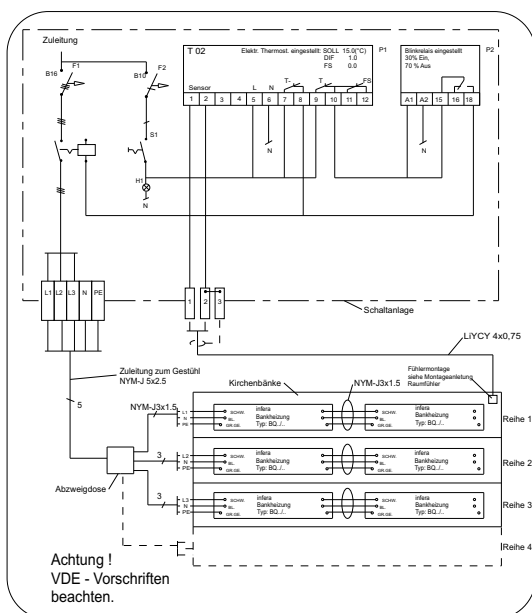 Zuleitung
B16
F1
B10
F2
S1
H1
N
T 02
Elektr. Thermost. eingestellt: SOLL 15.0(°C)
DIF 1.0
FS 0.0
P1
Sensor
L N T- T FS
1 2 3 4 5 6 7 8 9 10 11 12
N
Blinkrelais eingestellt
30% Ein,
70 % Aus
P2
A1 A2 15 16 18
N
L1 L2 L3 N PE
1 2 3
Schaltanlage
LiYCY 4x0,75
Zuleitung zum Gestühl
NYM-J 5x2.5
5
Kirchenbänke
NYM-J3x1.5
Fühlermontage
siehe Montageanleitung
Raumfühler
NYM-J3x1.5
L1
N
PE
SCHW.
BL.
GR.GE.
infera
Bankheizung
Typ: BQ../..
SCHW.
BL.
GR.GE.
infera
Bankheizung
Typ: BQ../..
Reihe 1
3
L2
N
PE
SCHW.
BL.
GR.GE.
infera
Bankheizung
Typ: BQ../..
SCHW.
BL.
GR.GE.
infera
Bankheizung
Typ: BQ../..
Reihe 2
Abzweigdose
3
L3
N
PE
SCHW.
BL.
GR.GE.
infera
Bankheizung
Typ: BQ../..
SCHW.
BL.
GR.GE.
infera
Bankheizung
Typ: BQ../..
Reihe 3
Reihe 4
Achtung !
VDE - Vorschriften
beachten.